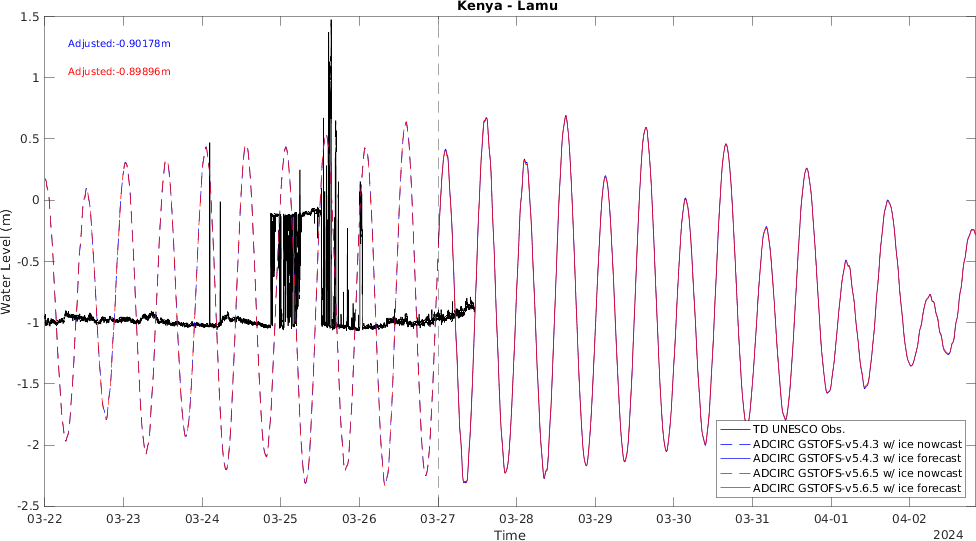 Kenya - Lamu
Adjusted:-0.90178m
Adjusted:-0.89896m
Water Level (m)
1.5
1
0.5
0
-0.5
-1
-1.5
-2
-2.5
TD UNESCO Obs.
ADCIRC GSTOFS-v5.4.3 w/ ice nowcast
ADCIRC GSTOFS-v5.4.3 w/ ice forecast
ADCIRC GSTOFS-v5.6.5 w/ ice nowcast
ADCIRC GSTOFS-v5.6.5 w/ ice forecast
03-22 03-23 03-24 03-25 03-26 03-27 03-28 03-29 03-30 03-31 04-01 04-02
Time
2024